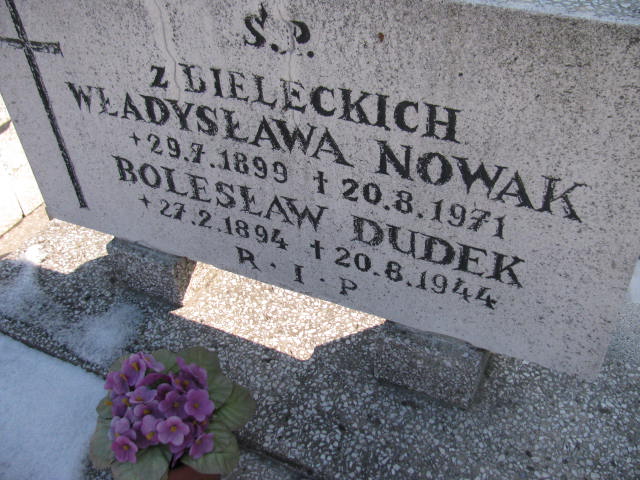 Ś.P.
Z BIELECKICH
WŁADYSŁAWA NOWAK
+29.7.1899 † 20.8.1971
BOLESŁAW DUDEK
+27.2.1894 † 20.8.1944
R.I.P